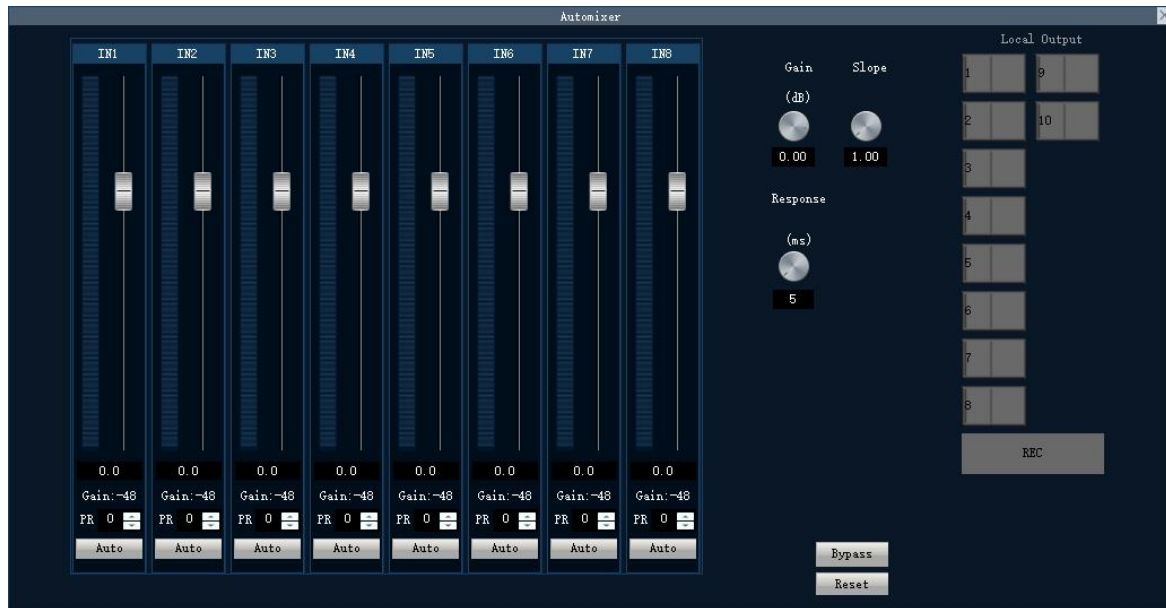 Automixer
IN1 IN2 IN3 IN4 IN5 IN6 IN7 IN8
0.0 0.0 0.0 0.0 0.0 0.0 0.0 0.0
Gain:-48 Gain:-48 Gain:-48 Gain:-48 Gain:-48 Gain:-48 Gain:-48 Gain:-48
PR 0 PR 0 PR 0 PR 0 PR 0 PR 0 PR 0 PR 0
Auto Auto Auto Auto Auto Auto Auto Auto
Gain Slope
(dB)
0.00 1.00
Response
(ms)
5
Bypass
Reset
Local Output
1 9
2 10
3
4
5
6
7
8
REC